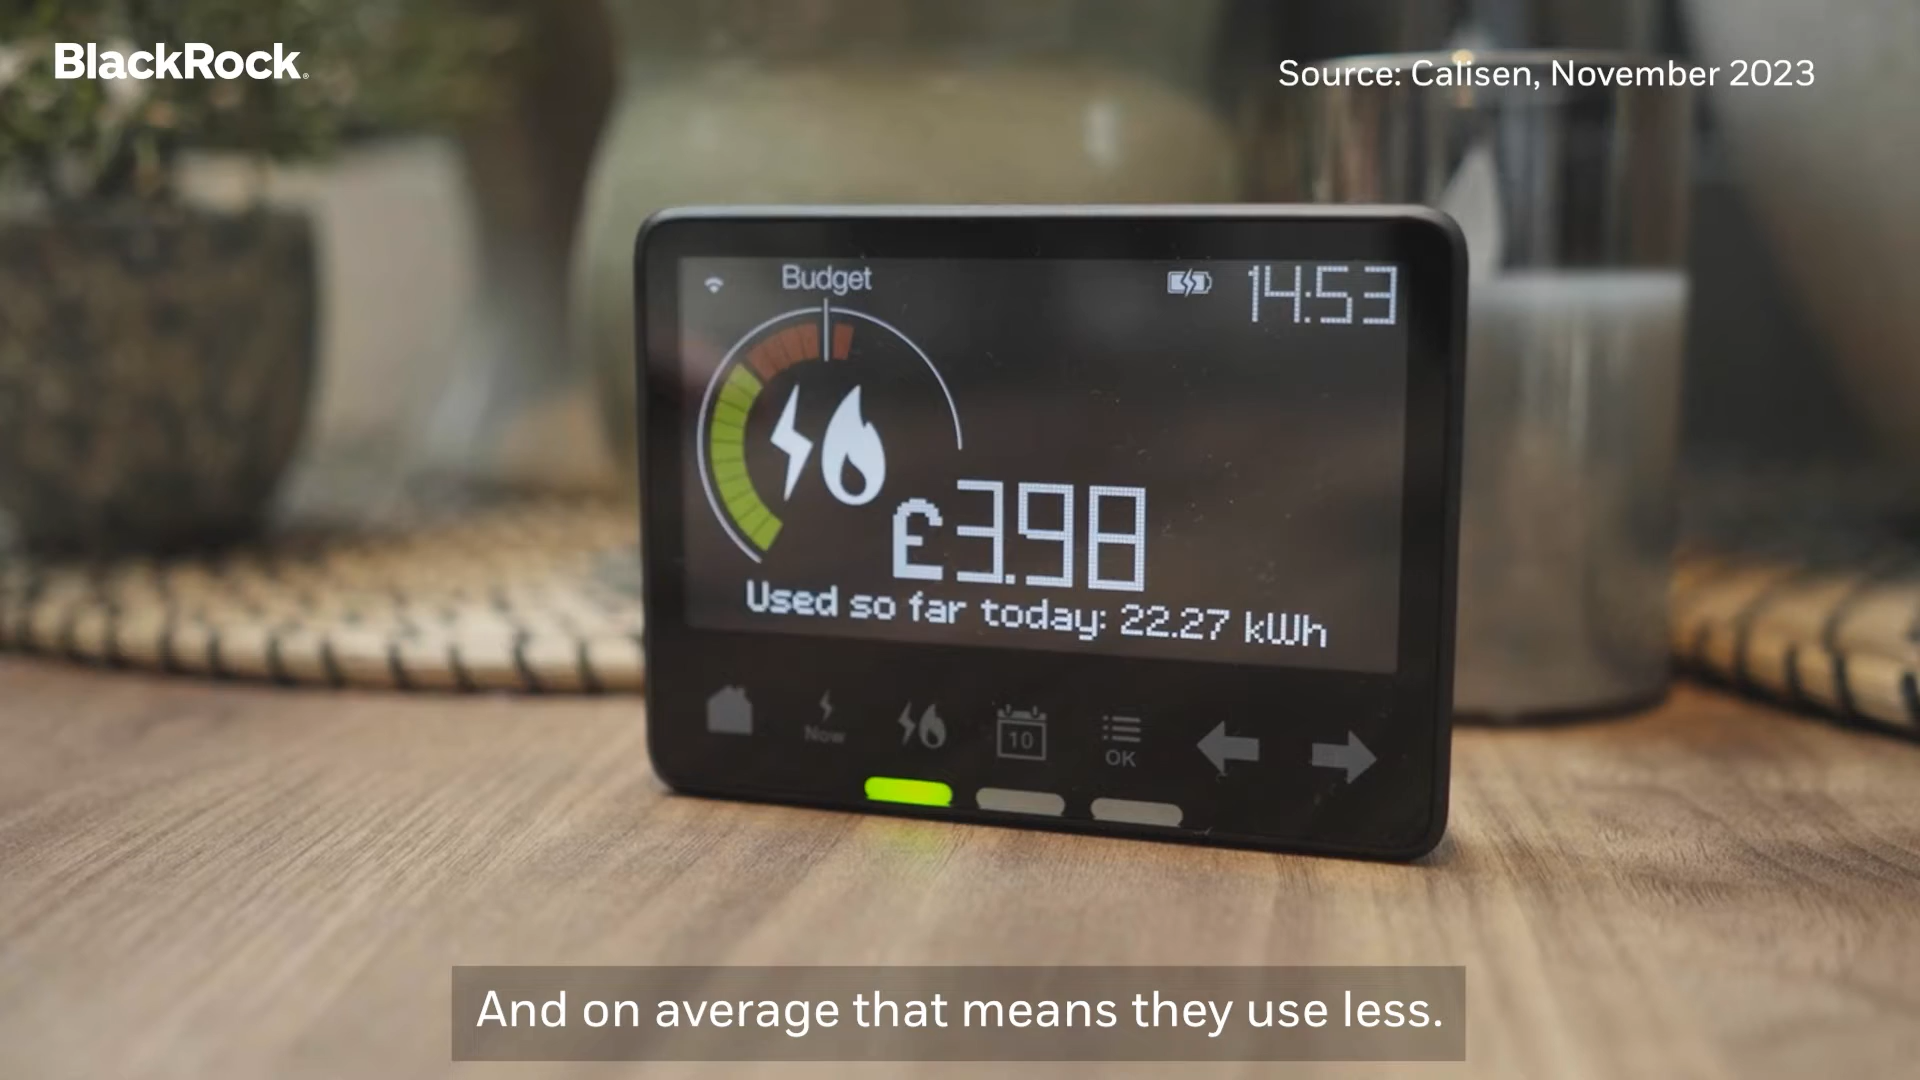 BlackRock.
Source: Calisen, November 2023
Budget
14:53
£3.98
Used so far today: 22.27 kWh
Now
10
OK
And on average that means they use less.